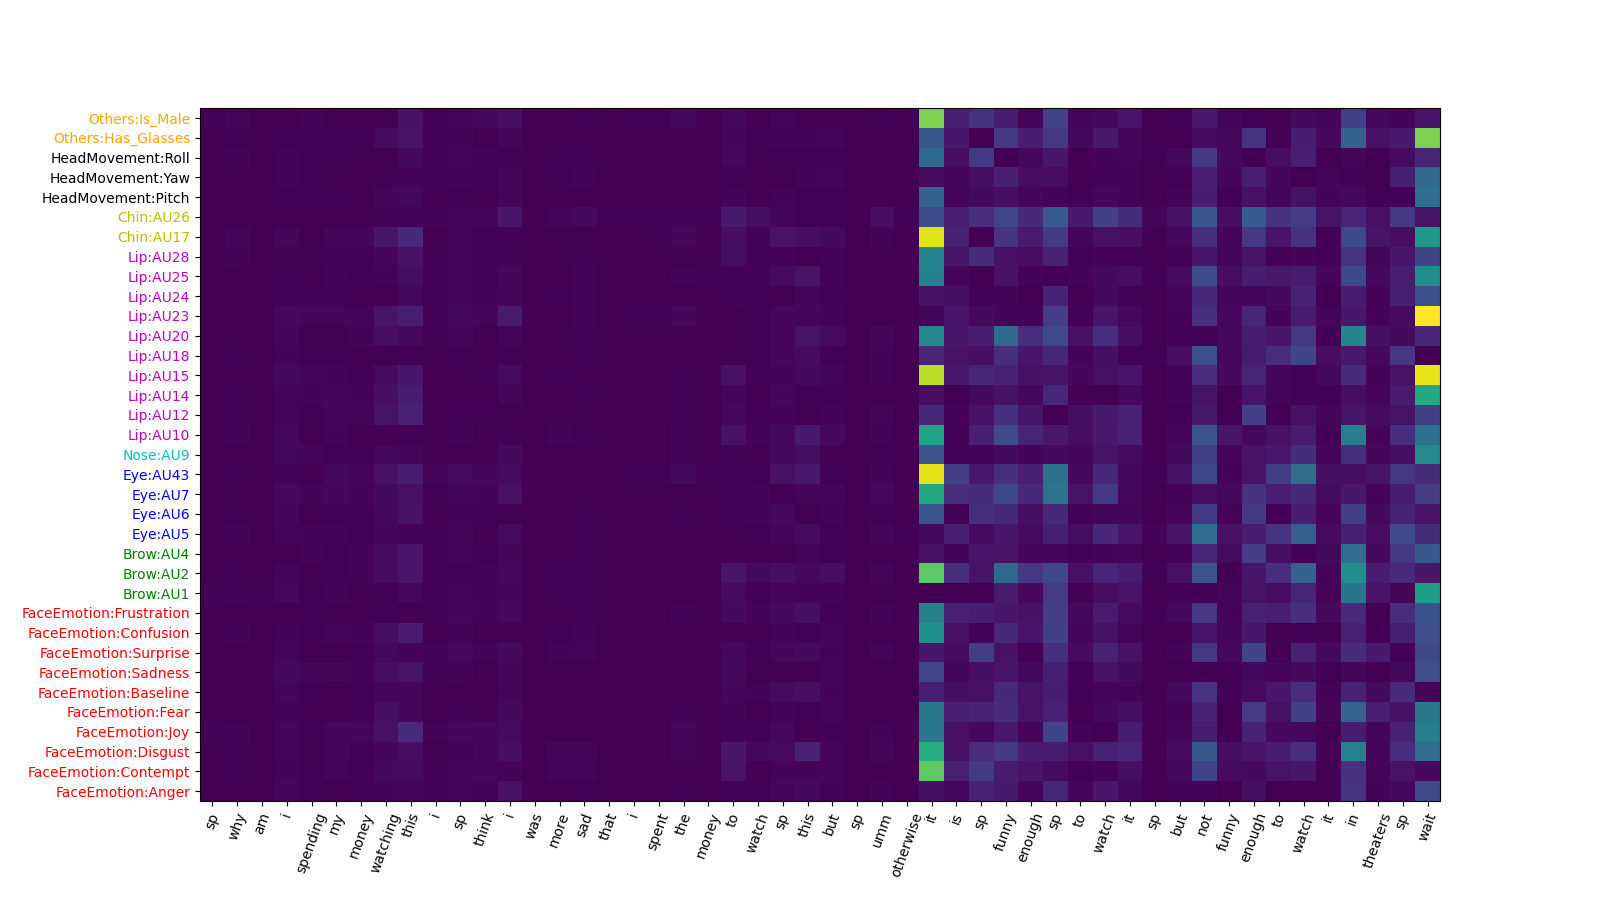 Others:Is_Male
Others:Has_Glasses
HeadMovement:Roll
HeadMovement:Yaw
HeadMovement:Pitch
Chin:AU26
Chin:AU17
Lip:AU28
Lip:AU25
Lip:AU24
Lip:AU23
Lip:AU20
Lip:AU18
Lip:AU15
Lip:AU14
Lip:AU12
Lip:AU10
Nose:AU9
Eye:AU43
Eye:AU7
Eye:AU6
Eye:AU5
Brow:AU4
Brow:AU2
Brow:AU1
FaceEmotion:Frustration
FaceEmotion:Confusion
FaceEmotion:Surprise
FaceEmotion:Sadness
FaceEmotion:Baseline
FaceEmotion:Fear
FaceEmotion:Joy
FaceEmotion:Disgust
FaceEmotion:Contempt
FaceEmotion:Anger
sp why am i spending my money watching this i sp think i was more sad that i spent the money to watch sp this but sp umm otherwise it is sp funny enough sp to watch it sp but not funny enough to watch it in theaters sp wait